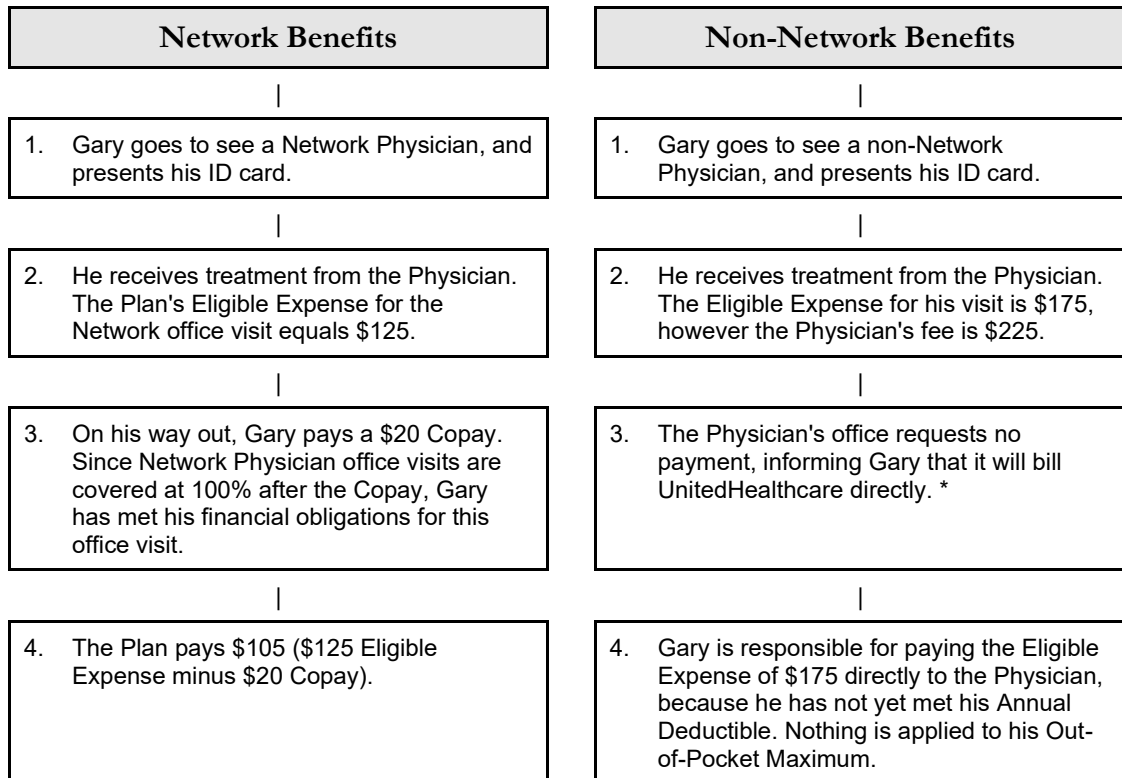 Network Benefits
|
1. Gary goes to see a Network Physician, and
presents his ID card.
|
2. He receives treatment from the Physician.
The Plan's Eligible Expense for the
Network office visit equals $125.
|
3. On his way out, Gary pays a $20 Copay.
Since Network Physician office visits are
covered at 100% after the Copay, Gary
has met his financial obligations for this
office visit.
|
4. The Plan pays $105 ($125 Eligible
Expense minus $20 Copay).
Non-Network Benefits
|
1. Gary goes to see a non-Network
Physician, and presents his ID card.
|
2. He receives treatment from the Physician.
The Eligible Expense for his visit is $175,
however the Physician's fee is $225.
|
3. The Physician's office requests no
payment, informing Gary that it will bill
UnitedHealthcare directly. *
|
4. Gary is responsible for paying the Eligible
Expense of $175 directly to the Physician,
because he has not yet met his Annual
Deductible. Nothing is applied to his Out-
of-Pocket Maximum.